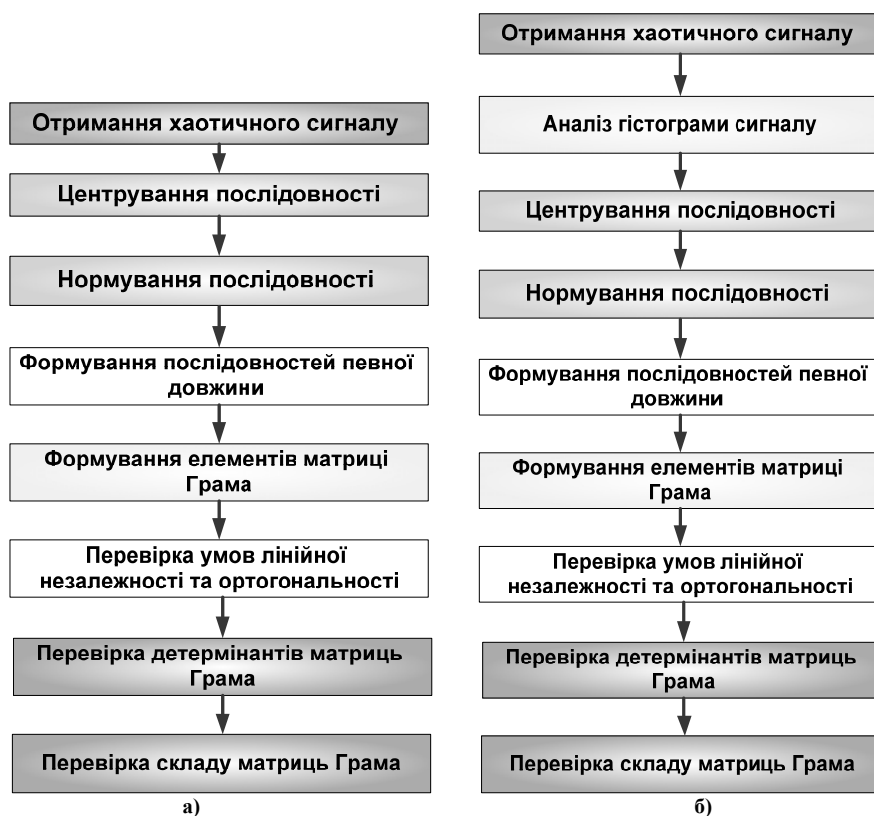 Отримання хаотичного сигналу
Центрування послідовності
Нормування послідовності
Формування послідовностей певної
довжини
Формування елементів матриці
Грама
Перевірка умов лінійної
незалежності та ортогональності
Перевірка детермінантів матриць
Грама
Перевірка складу матриць Грама
а)
Отримання хаотичного сигналу
Аналіз гістограми сигналу
Центрування послідовності
Нормування послідовності
Формування послідовностей певної
довжини
Формування елементів матриці
Грама
Перевірка умов лінійної
незалежності та ортогональності
Перевірка детермінантів матриць
Грама
Перевірка складу матриць Грама
б)